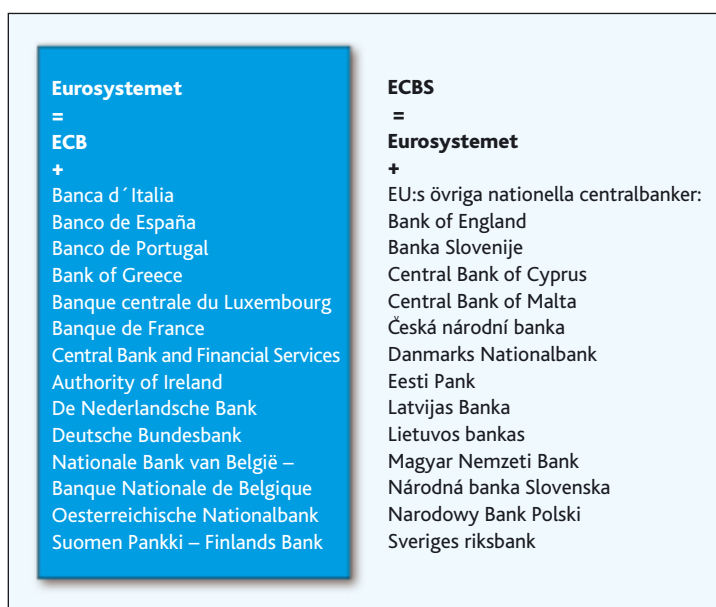 Eurosystemet
=
ECB
+
Banca d´Italia
Banco de España
Banco de Portugal
Bank of Greece
Banque centrale du Luxembourg
Banque de France
Central Bank and Financial Services
Authority of Ireland
De Nederlandsche Bank
Deutsche Bundesbank
Nationale Bank van België –
Banque Nationale de Belgique
Oesterreichische Nationalbank
Suomen Pankki – Finlands Bank
ECBS
=
Eurosystemet
+
EU:s övriga nationella centralbanker:
Bank of England
Banka Slovenije
Central Bank of Cyprus
Central Bank of Malta
Česká národní banka
Danmarks Nationalbank
Eesti Pank
Latvijas Banka
Lietuvos bankas
Magyar Nemzeti Bank
Národná banka Slovenska
Narodowy Bank Polski
Sveriges riksbank